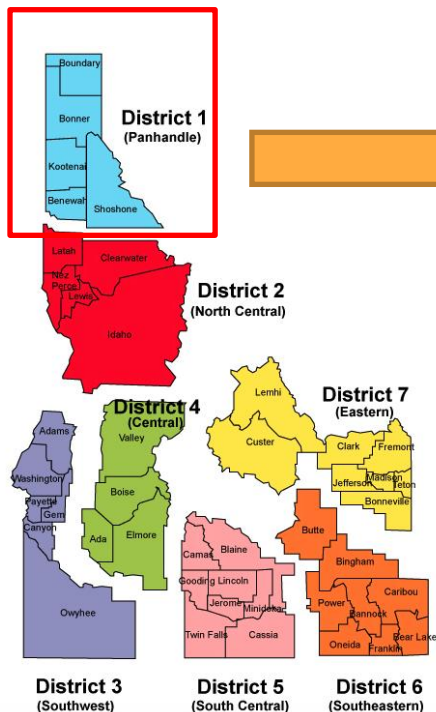 Boundary
Bonner
Kootenai
Benewah
Shoshone
District 1
(Panhandle)
Latah
Clearwater
Nez
Perce
Lewis
Idaho
District 2
(North Central)
District 4
(Central)
Adams
Washington
Payette
Gem
Canyon
Owyhee
Valley
Boise
Ada
Elmore
Lemhi
Custer
District 7
(Eastern)
Clark
Fremont
Jefferson
Madison
Teton
Bonneville
Camas
Blaine
Gooding
Lincoln
Jerome
Minidoka
Twin Falls
Cassia
Butte
Bingham
Power
Caribou
Bannock
Bear Lake
Oneida
Franklin
District 3
(Southwest)
District 5
(South Central)
District 6
(Southeastern)